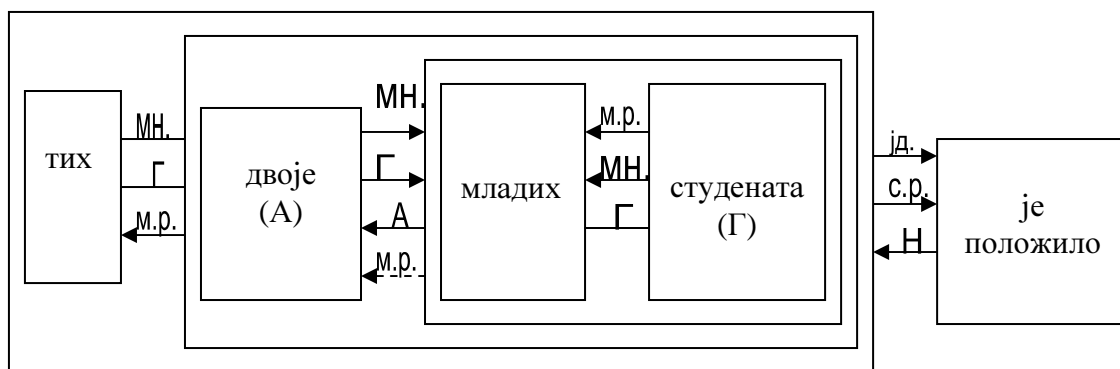 тих
мн.
Г
м.р.
двоје
(А)
мн.
Г
А
м.р.
младих
м.р.
мн.
Г
студената
(Г)
јд.
с.р.
Н
је
положило